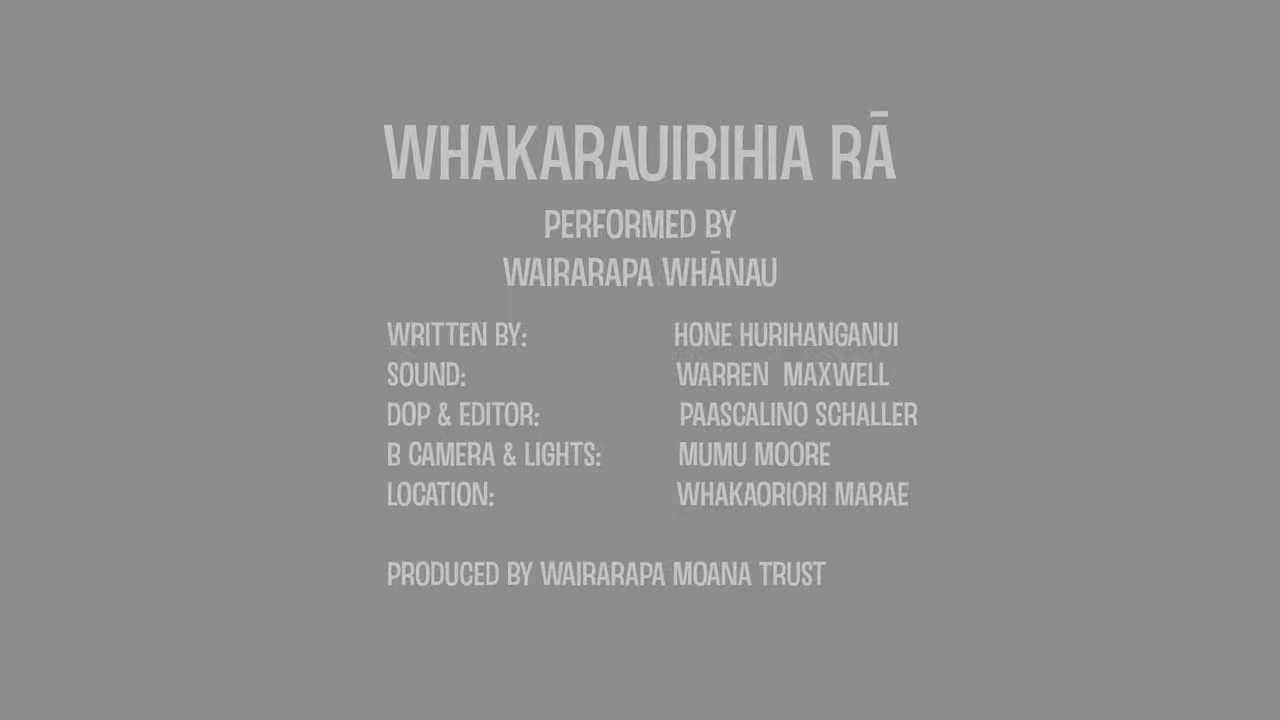 WHAKARAUIRIHIA RĀ
PERFORMED BY
WAIRARAPA WHĀNAU
WRITTEN BY: HONE HURIHANGANUI
SOUND: WARREN MAXWELL
DOP & EDITOR: PAASCALINO SCHALLER
B CAMERA & LIGHTS: MUMU MOORE
LOCATION: WHAKAORIORI MARAE
PRODUCED BY WAIRARAPA MOANA TRUST